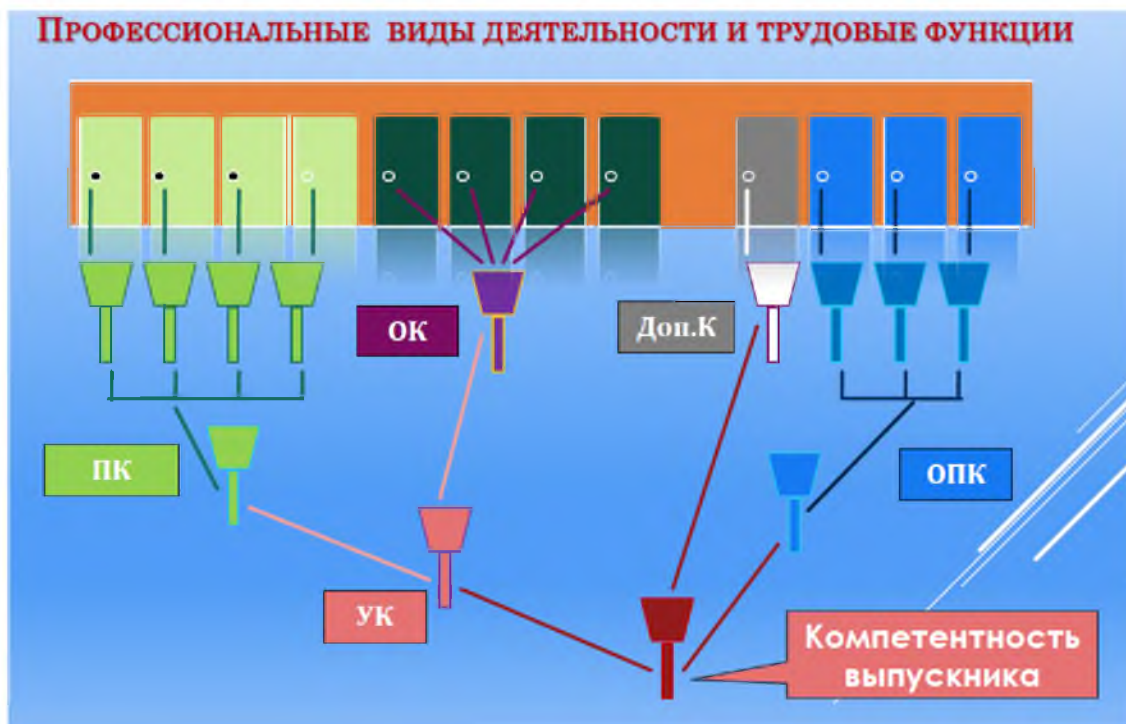 ПРОФЕССИОНАЛЬНЫЕ ВИДЫ ДЕЯТЕЛЬНОСТИ И ТРУДОВЫЕ ФУНКЦИИ
ОК
Доп.К
ПК
ОПК
УК
Компетентность
выпускника